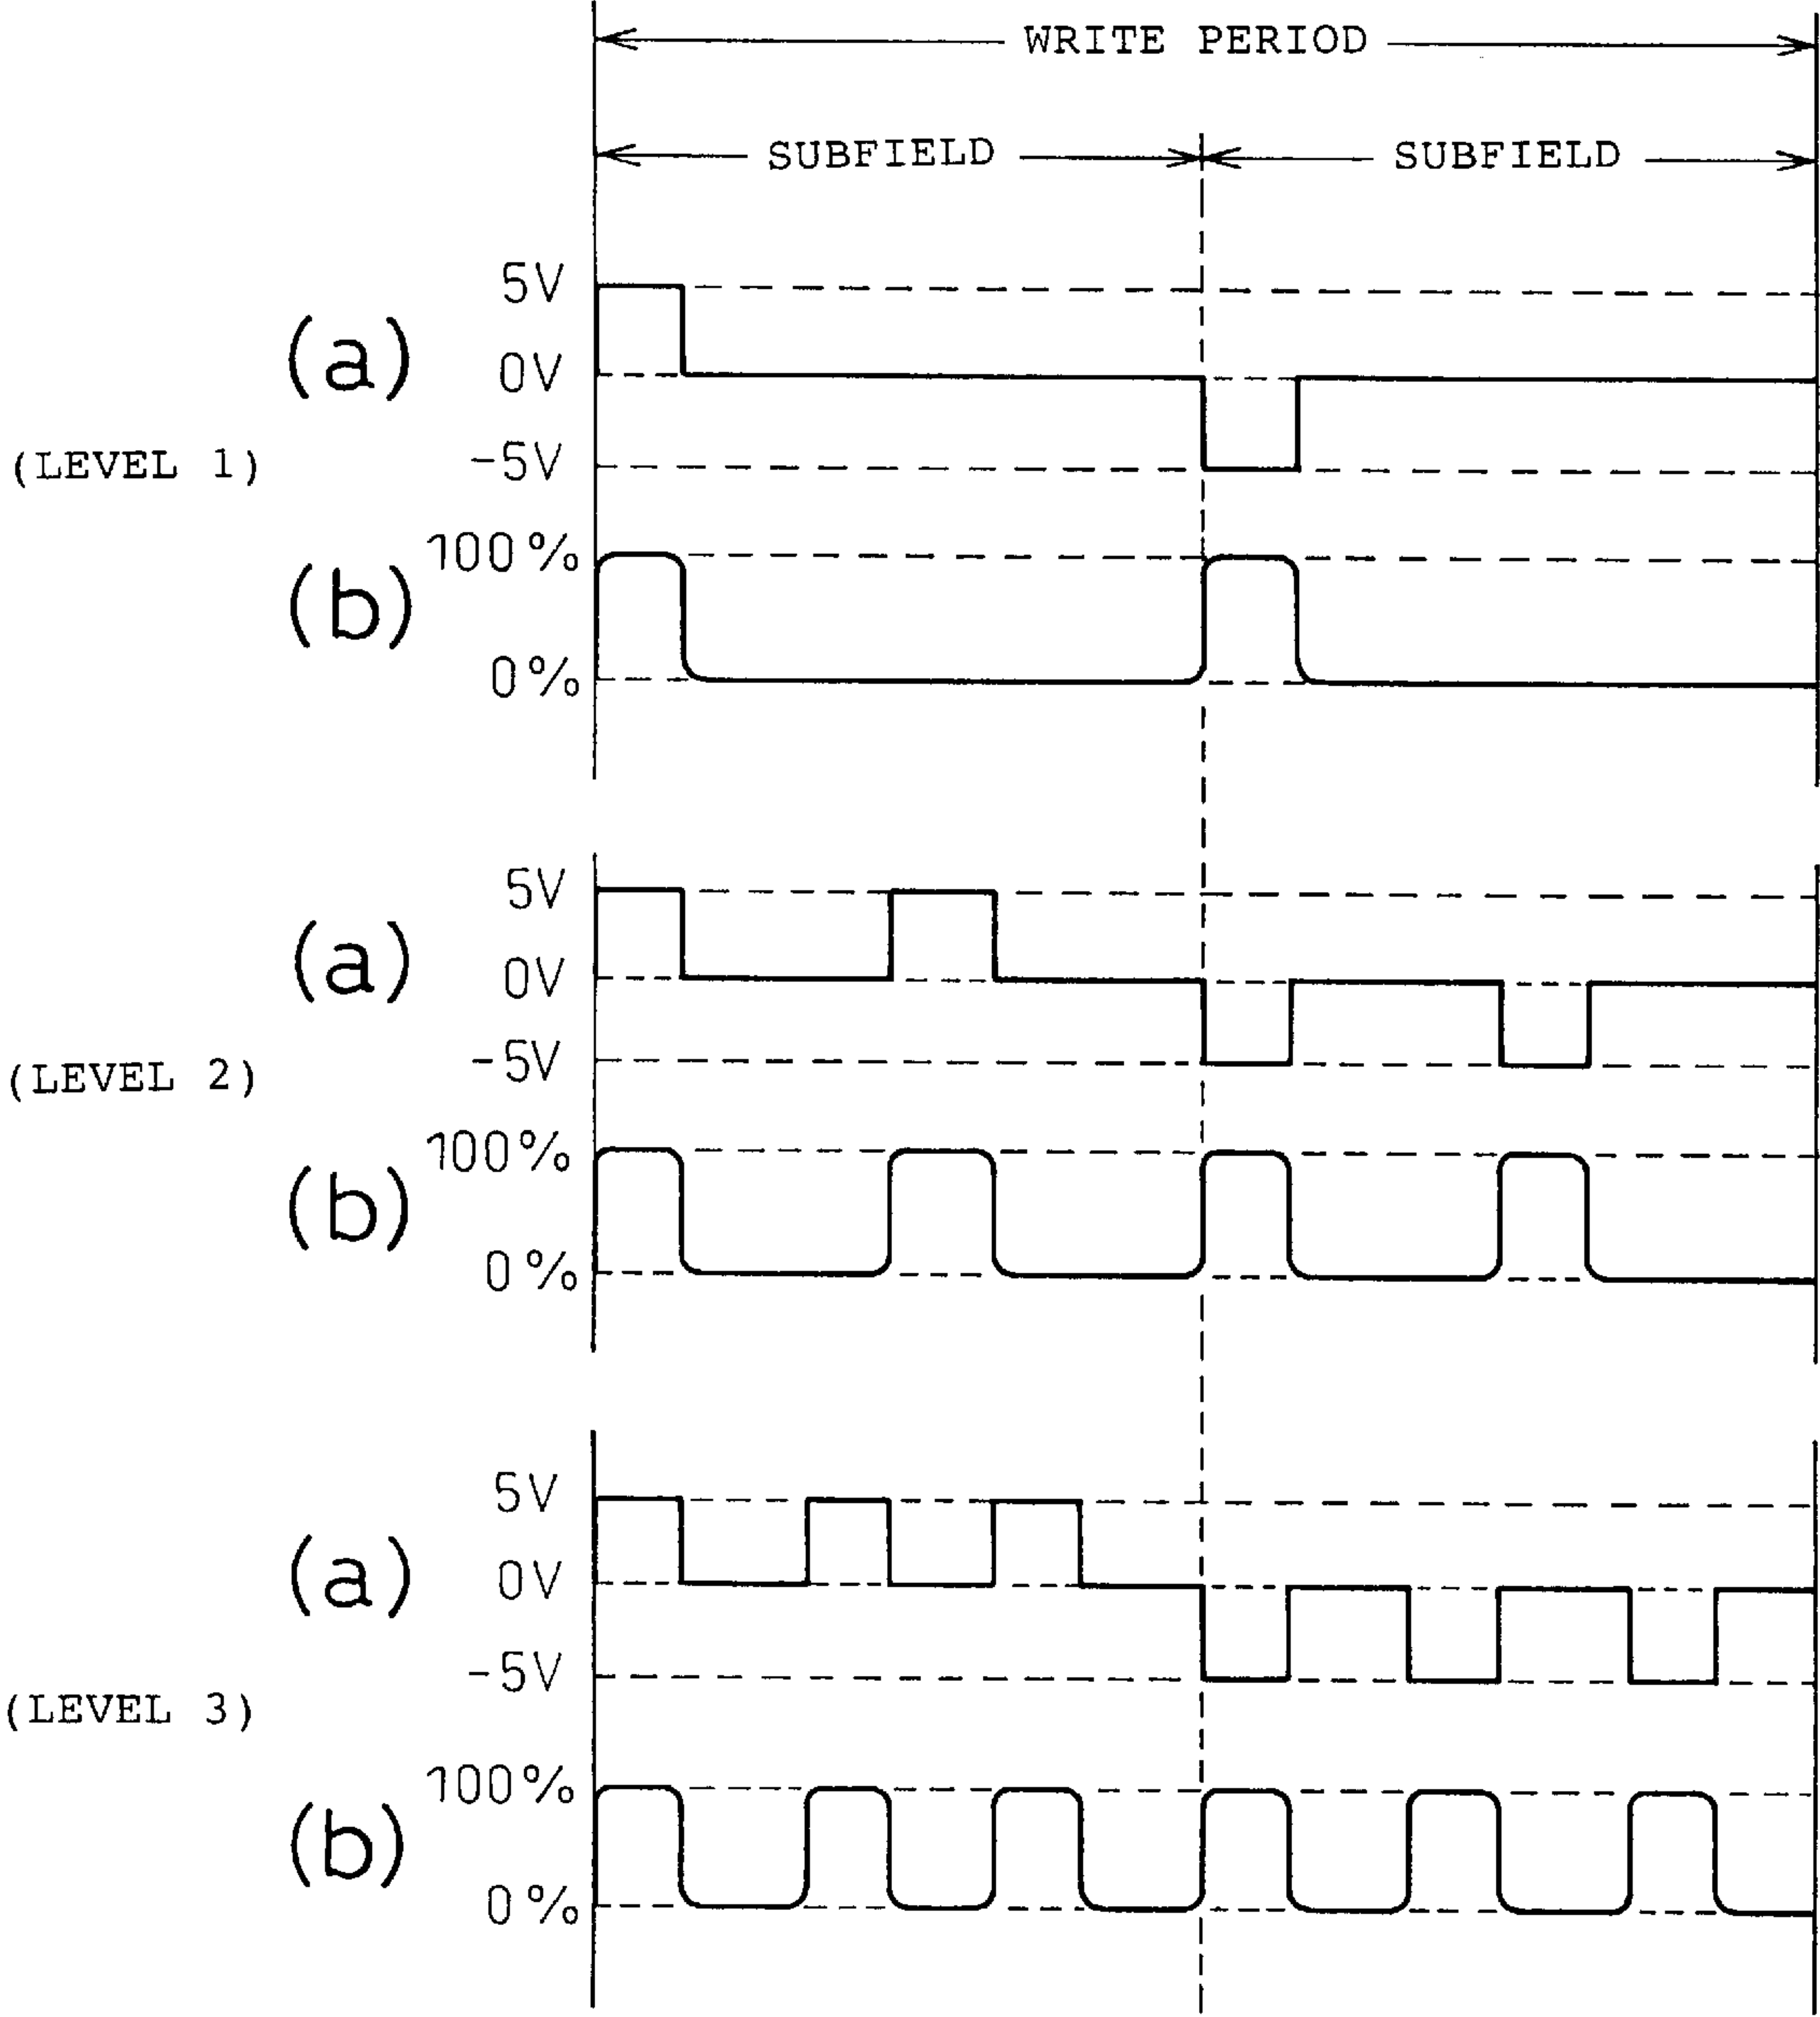 WRITE PERIOD
SUBFIELD SUBFIELD
5V
(a) 0V
(LEVEL 1) -5V
100%
(b)
0%
5V
(a) 0V
(LEVEL 2) -5V
100%
(b)
0%
5V
(a) 0V
-5V
(LEVEL 3)
100%
(b)
0%